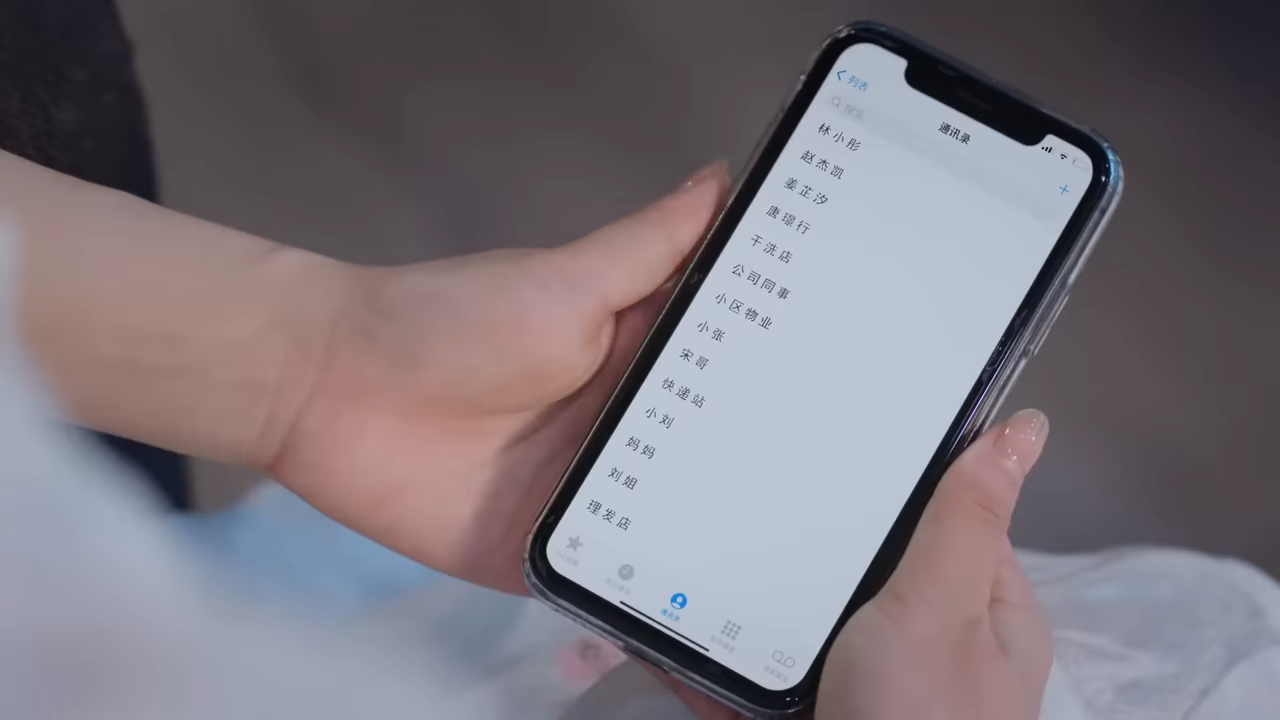 列表
通讯录
搜索
林小彤
赵杰凯
姜芷汐
唐璟行
干洗店
公司同事
小区物业
小张
宋哥
快递站
小刘
妈妈
刘姐
理发店
通讯录